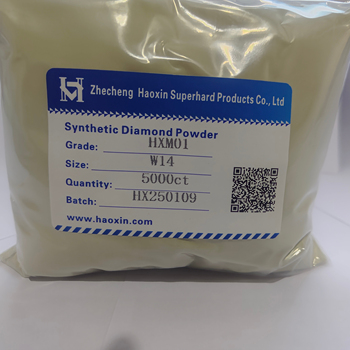 Zhecheng Haoxin Superhard Products Co., Ltd
Synthetic Diamond Powder
Grade: HXM01
Size: W14
Quantity: 5000ct
Batch: HX250109
www.haoxin.com